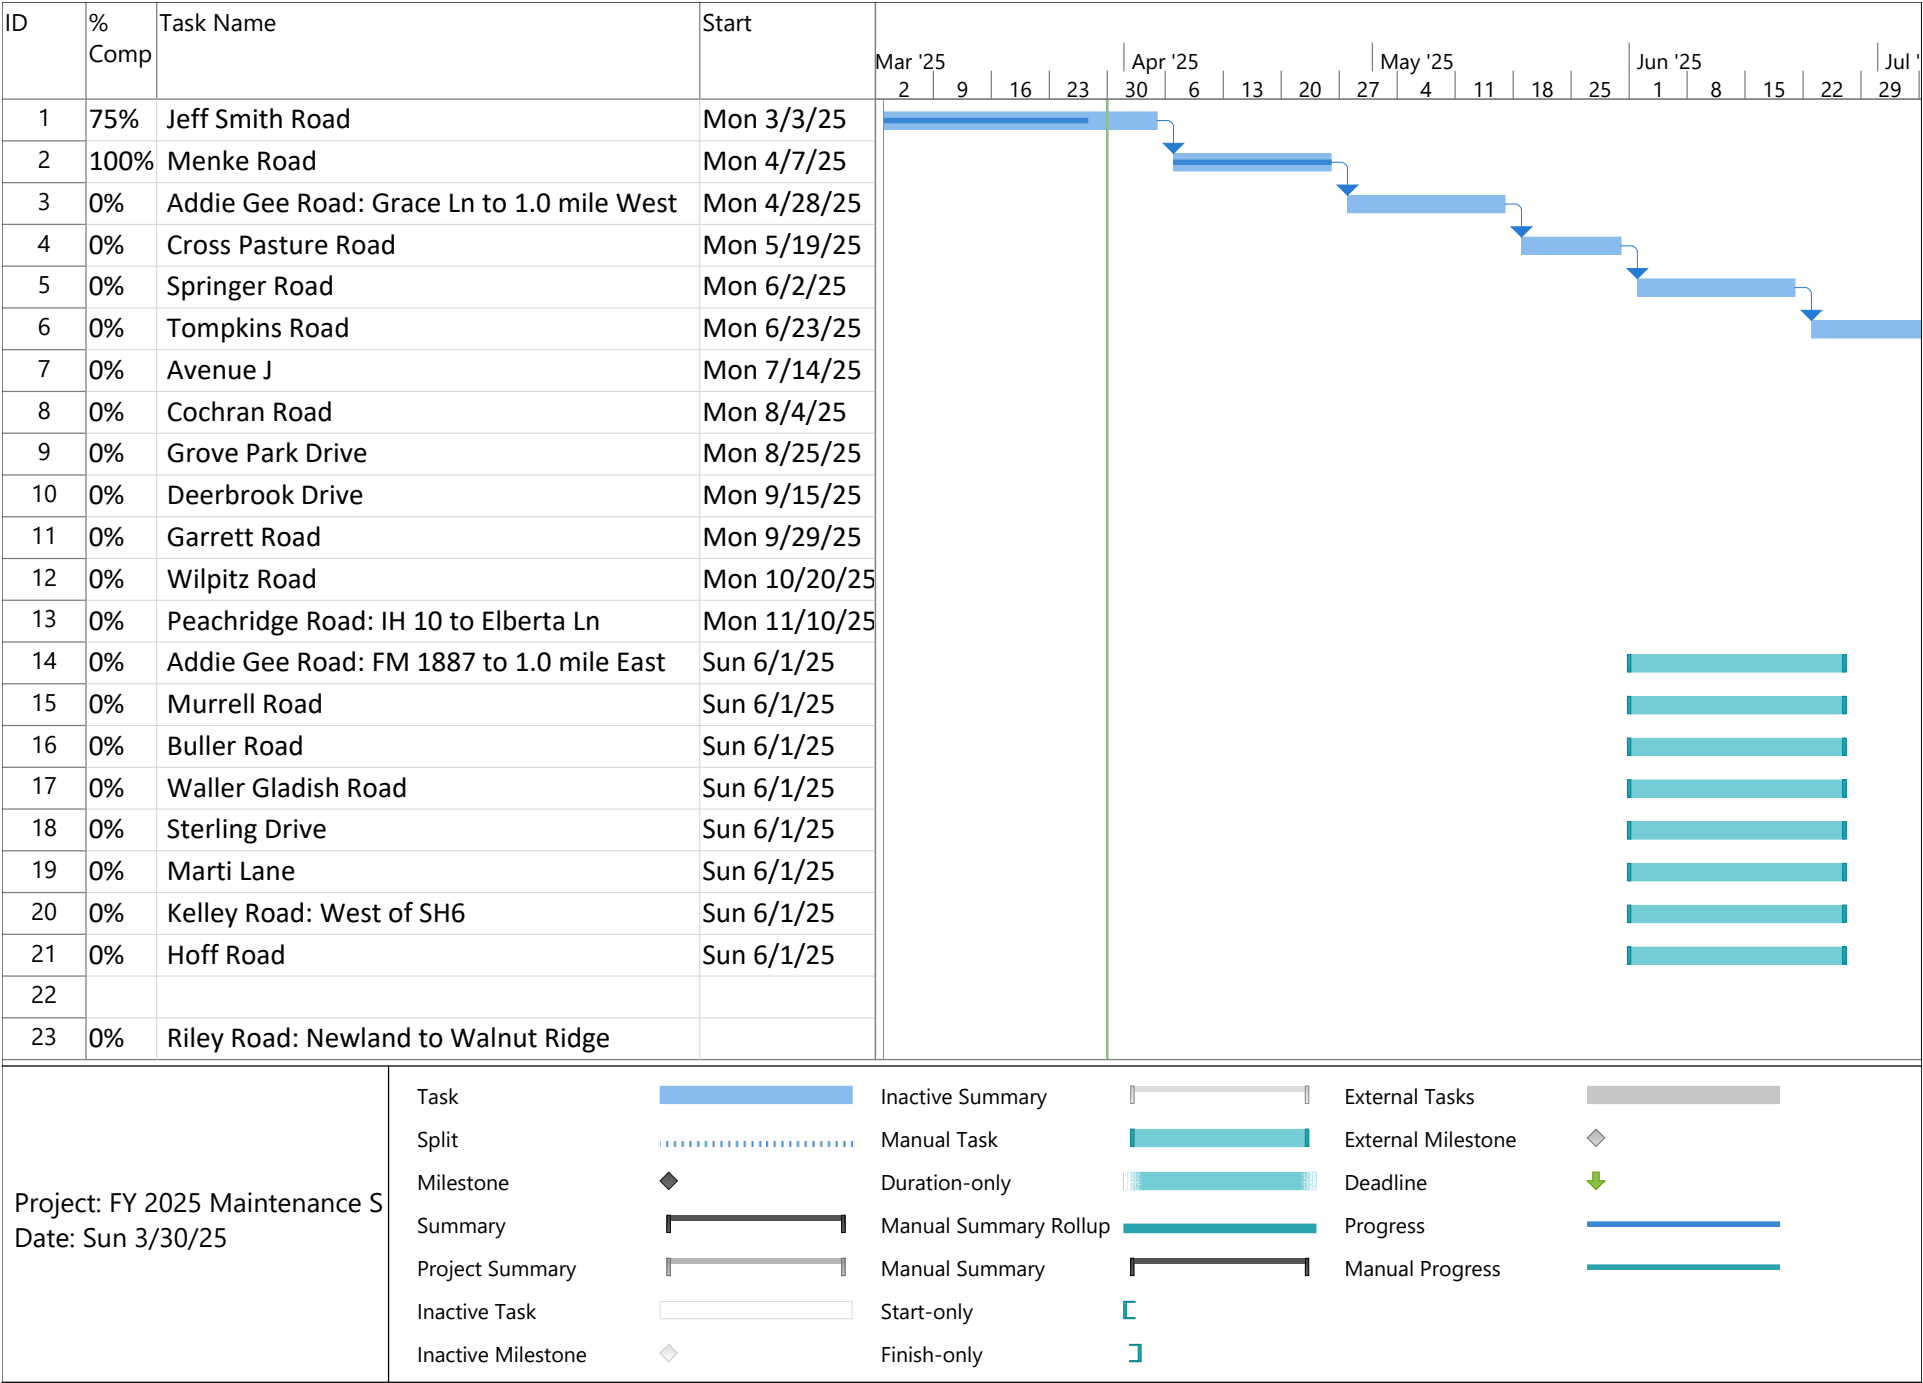 ID % Comp Task Name Start
Mar '25 Apr '25 May '25 Jun '25 Jul '
2 9 16 23 30 6 13 20 27 4 11 18 25 1 8 15 22 29
1 75% Jeff Smith Road Mon 3/3/25
2 100% Menke Road Mon 4/7/25
3 0% Addie Gee Road: Grace Ln to 1.0 mile West Mon 4/28/25
4 0% Cross Pasture Road Mon 5/19/25
5 0% Springer Road Mon 6/2/25
6 0% Tompkins Road Mon 6/23/25
7 0% Avenue J Mon 7/14/25
8 0% Cochran Road Mon 8/4/25
9 0% Grove Park Drive Mon 8/25/25
10 0% Deerbrook Drive Mon 9/15/25
11 0% Garrett Road Mon 9/29/25
12 0% Wilpitz Road Mon 10/20/25
13 0% Peachridge Road: IH 10 to Elberta Ln Mon 11/10/25
14 0% Addie Gee Road: FM 1887 to 1.0 mile East Sun 6/1/25
15 0% Murrell Road Sun 6/1/25
16 0% Buller Road Sun 6/1/25
17 0% Waller Gladish Road Sun 6/1/25
18 0% Sterling Drive Sun 6/1/25
19 0% Marti Lane Sun 6/1/25
20 0% Kelley Road: West of SH6 Sun 6/1/25
21 0% Hoff Road Sun 6/1/25
22
23 0% Riley Road: Newland to Walnut Ridge
Project: FY 2025 Maintenance S
Date: Sun 3/30/25
Task
Split
Milestone
Summary
Project Summary
Inactive Task
Inactive Milestone
Inactive Summary
Manual Task
Duration-only
Manual Summary Rollup
Manual Summary
Start-only
Finish-only
External Tasks
External Milestone
Deadline
Progress
Manual Progress